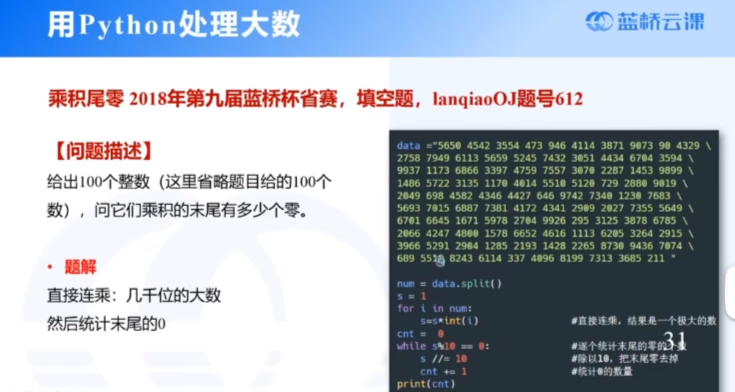 用Python处理大数
蓝桥云课
乘积尾零 2018年第九届蓝桥杯省赛，填空题，lanqiaoOJ题号612
【问题描述】
给出100个整数（这里省略题目给的100个
数），问它们乘积的末尾有多少个零。
• 题解
直接连乘：几千位的大数
然后统计末尾的0
data ="5650 4542 3554 473 946 4114 3871 9073 90 4329 \
2758 7949 6113 5659 5245 7432 3051 4434 6704 3594 \
9937 1173 6866 3397 4759 7557 3070 2287 1453 9899 \
1486 5722 3135 1170 4014 5510 5120 729 2880 9019 \
2049 698 4582 4346 4427 646 9742 7340 1230 7683 \
5693 7015 6887 7381 4172 4341 2909 2027 7355 5649 \
6701 6645 1671 5978 2704 9926 295 3125 3878 6785 \
2066 4247 4800 1578 6652 4616 1113 6205 3264 2915 \
3966 5291 2904 1285 2193 1428 2265 8730 9436 7074 \
689 8243 6114 337 4096 8199 7313 3685 211 "
num = data.split()
s = 1
for i in num:
s=s*int(i) #直接连乘，结果是一个极大的数
cnt = 0
while s%10 == 0: #逐个统计末尾的零的个数
s //= 10 #除以10，把末尾零去掉
cnt += 1 #统计0的数量
print(cnt)
31